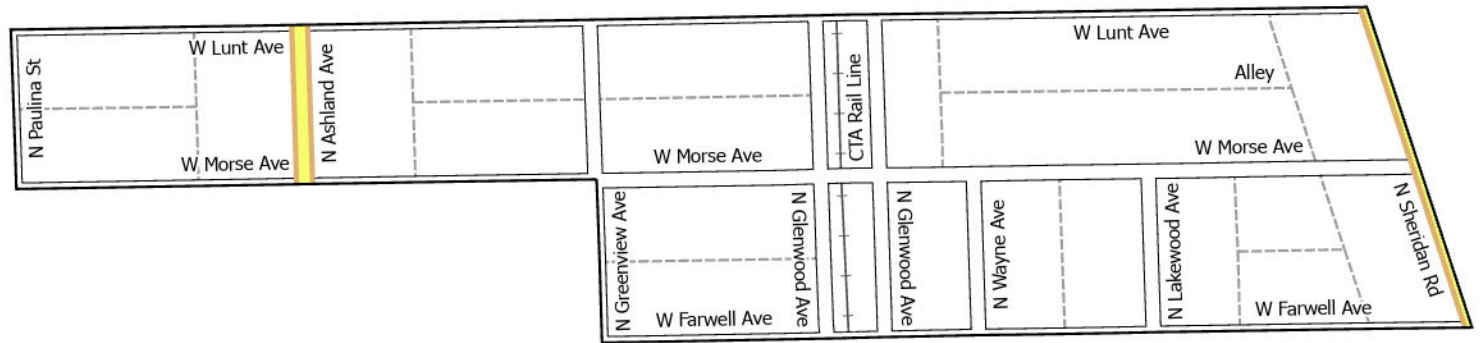 N Paulina St
W Lunt Ave
W Morse Ave
N Ashland Ave
W Morse Ave
CTA Rail Line
W Lunt Ave
Alley
W Morse Ave
N Greenview Ave
W Farwell Ave
N Glenwood Ave
N Glenwood Ave
N Wayne Ave
N Lakewood Ave
W Farwell Ave
N Sheridan Rd